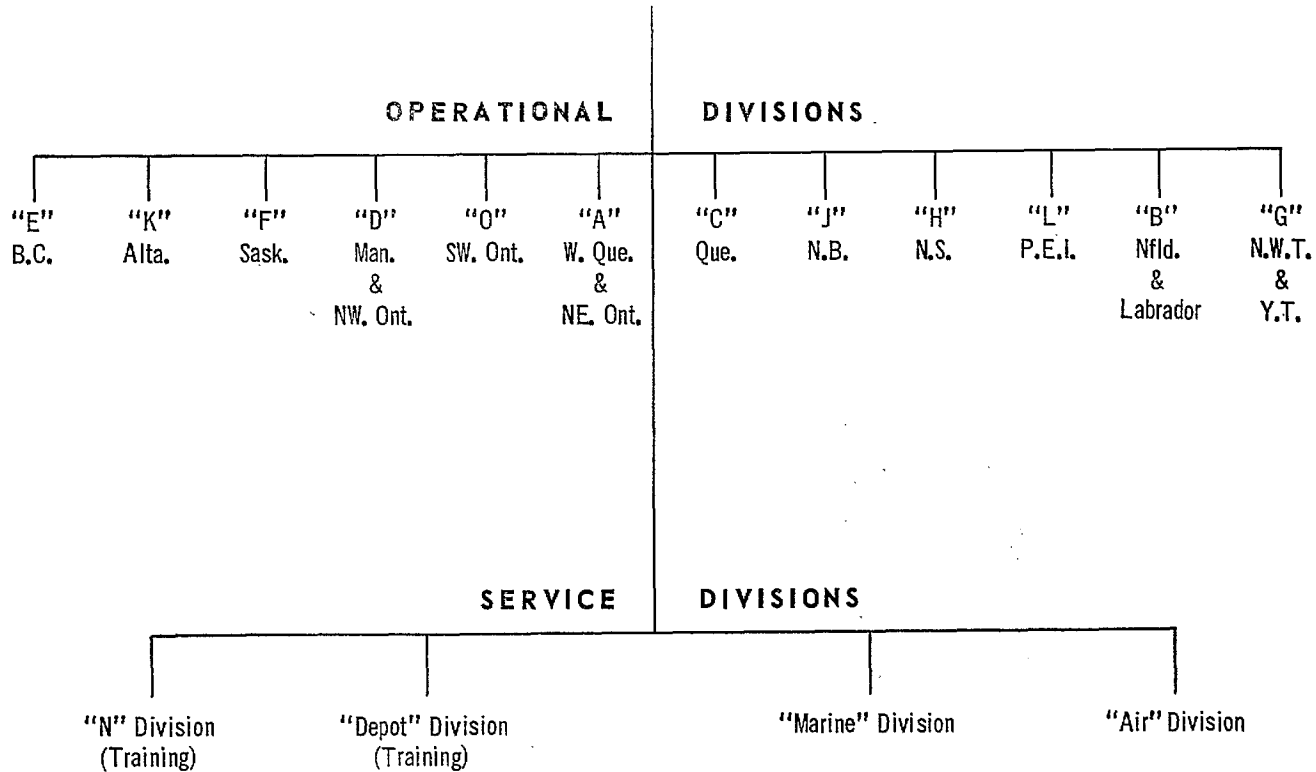 OPERATIONAL DIVISIONS
"E" "K" "F" "D" "O" "A" "C" "J" "H" "L" "B" "G"
B.C. Alta. Sask. Man. SW. Ont. W. Que. Que. N.B. N.S. P.E.I. Nfld. N.W.T.
& & & &
NW. Ont. NE. Ont. Labrador Y.T.
SERVICE DIVISIONS
"N" Division "Depot" Division "Marine" Division "Air" Division
(Training) (Training)